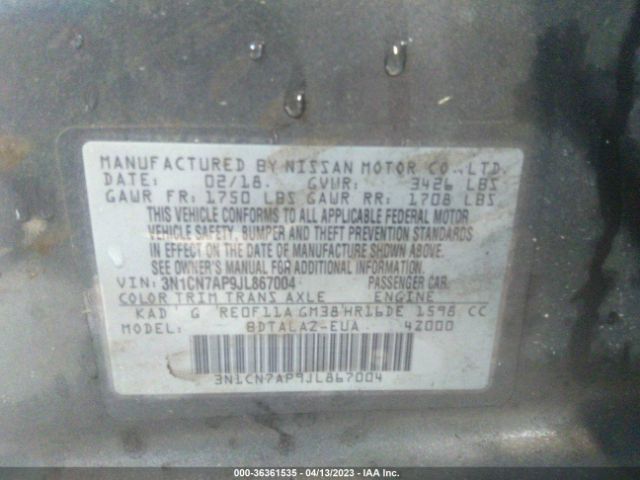 MANUFACTURED BY NISSAN MOTOR CO., LTD.
DATE: 02/18. GVWR: 3426 LBS
GAWR FR: 1750 LBS GAWR RR: 1708 LBS
THIS VEHICLE CONFORMS TO ALL APPLICABLE FEDERAL MOTOR
VEHICLE SAFETY, BUMPER AND THEFT PREVENTION STANDARDS
IN EFFECT ON THE DATE OF MANUFACTURE SHOWN ABOVE.
SEE OWNER'S MANUAL FOR ADDITIONAL INFORMATION.
VIN: 3N1CN7AP9JL867004 PASSENGER CAR.
COLOR TRIM TRANS AXLE ENGINE
KAD G RE0F11A GM38 HR16DE 1598 CC
MODEL: BDTALAZ-EUA 42000
3N1CN7AP9JL867004
000-36361535 - 04/13/2023 - IAA Inc.